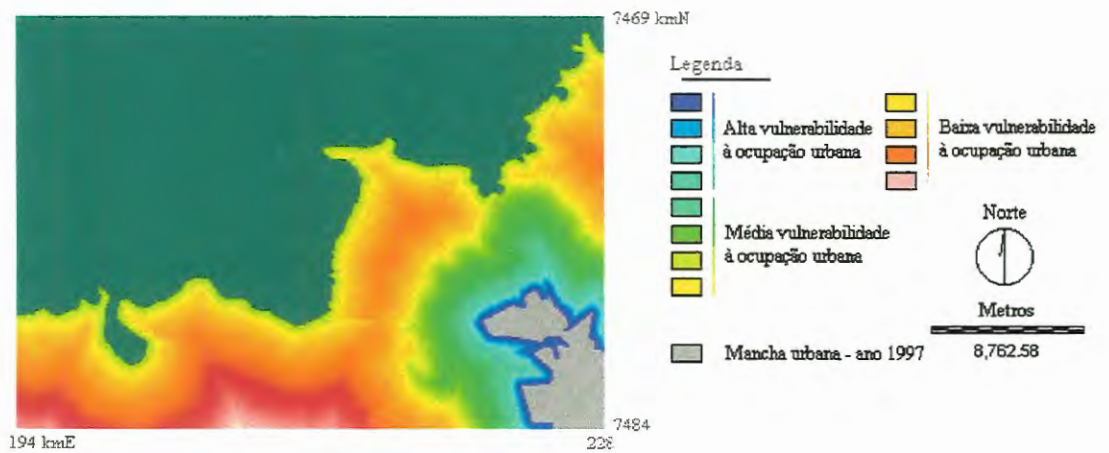 7469 kmN
Legenda
Alta vulnerabilidade
à ocupação urbana
Média vulnerabilidade
à ocupação urbana
Baixa vulnerabilidade
à ocupação urbana
Mancha urbana - ano 1997
Norte
Metros
8,762.58
7484
194 kmE
228